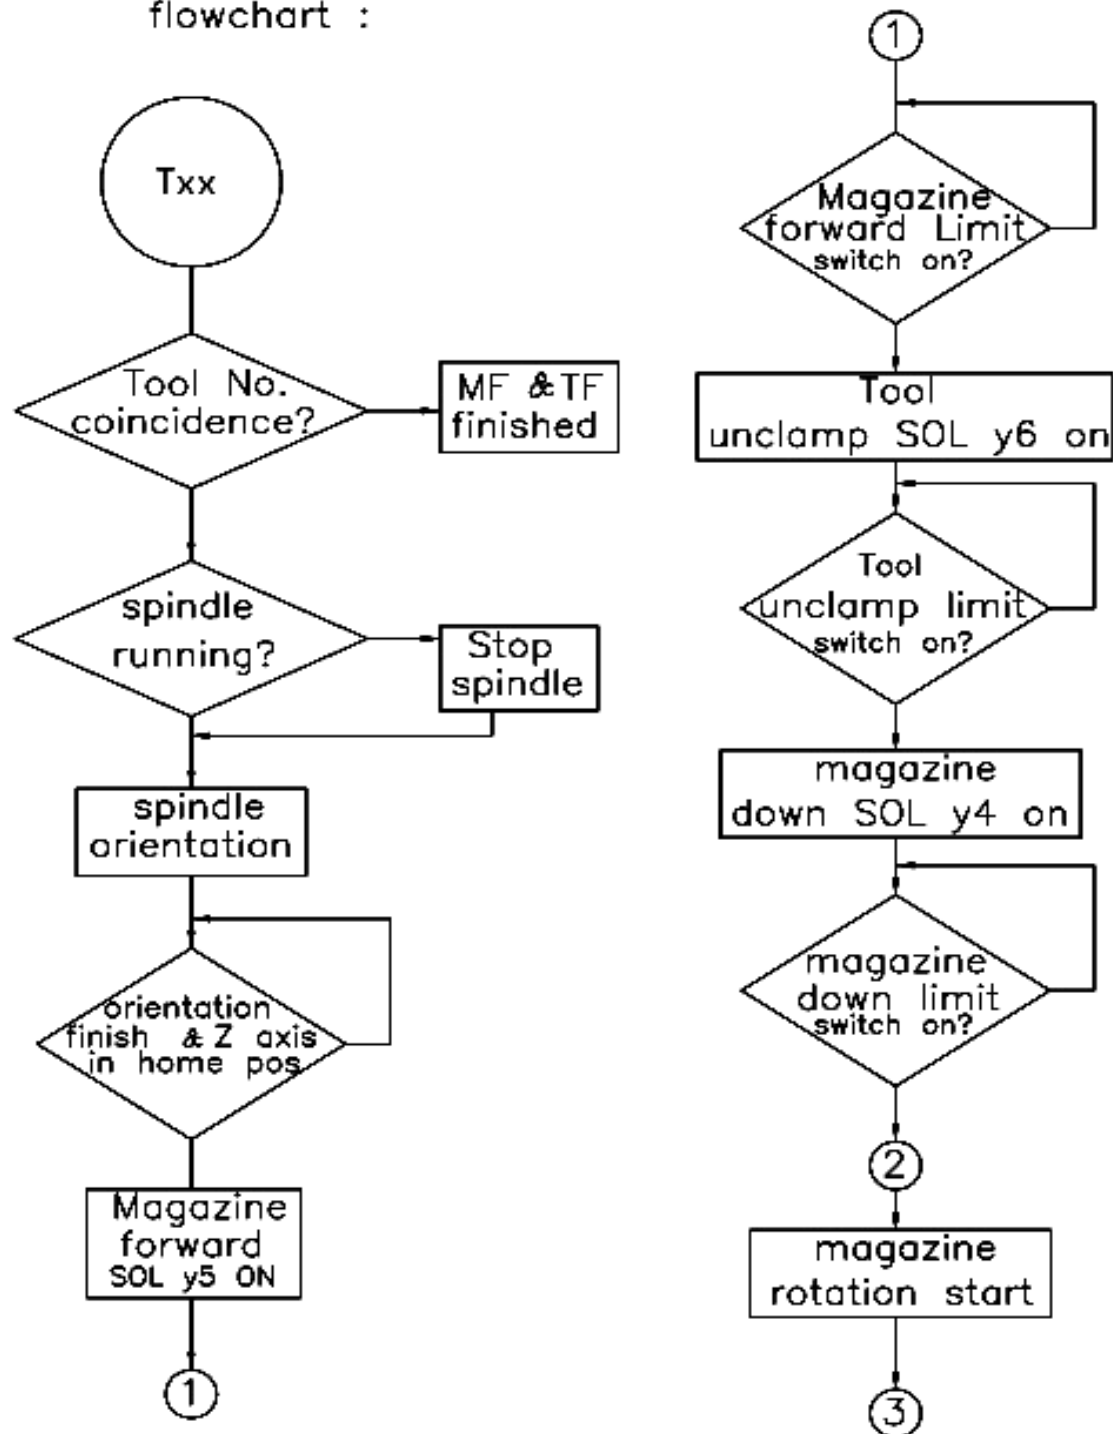 flowchart :
Txx
Tool No.
coincidence?
MF & TF
finished
spindle
running?
Stop
spindle
spindle
orientation
orientation
finish & Z axis
in home pos
Magazine
forward
SOL y5 ON
1
1
Magazine
forward Limit
switch on?
Tool
unclamp SOL y6 on
Tool
unclamp limit
switch on?
magazine
down SOL y4 on
magazine
down limit
switch on?
2
magazine
rotation start
3